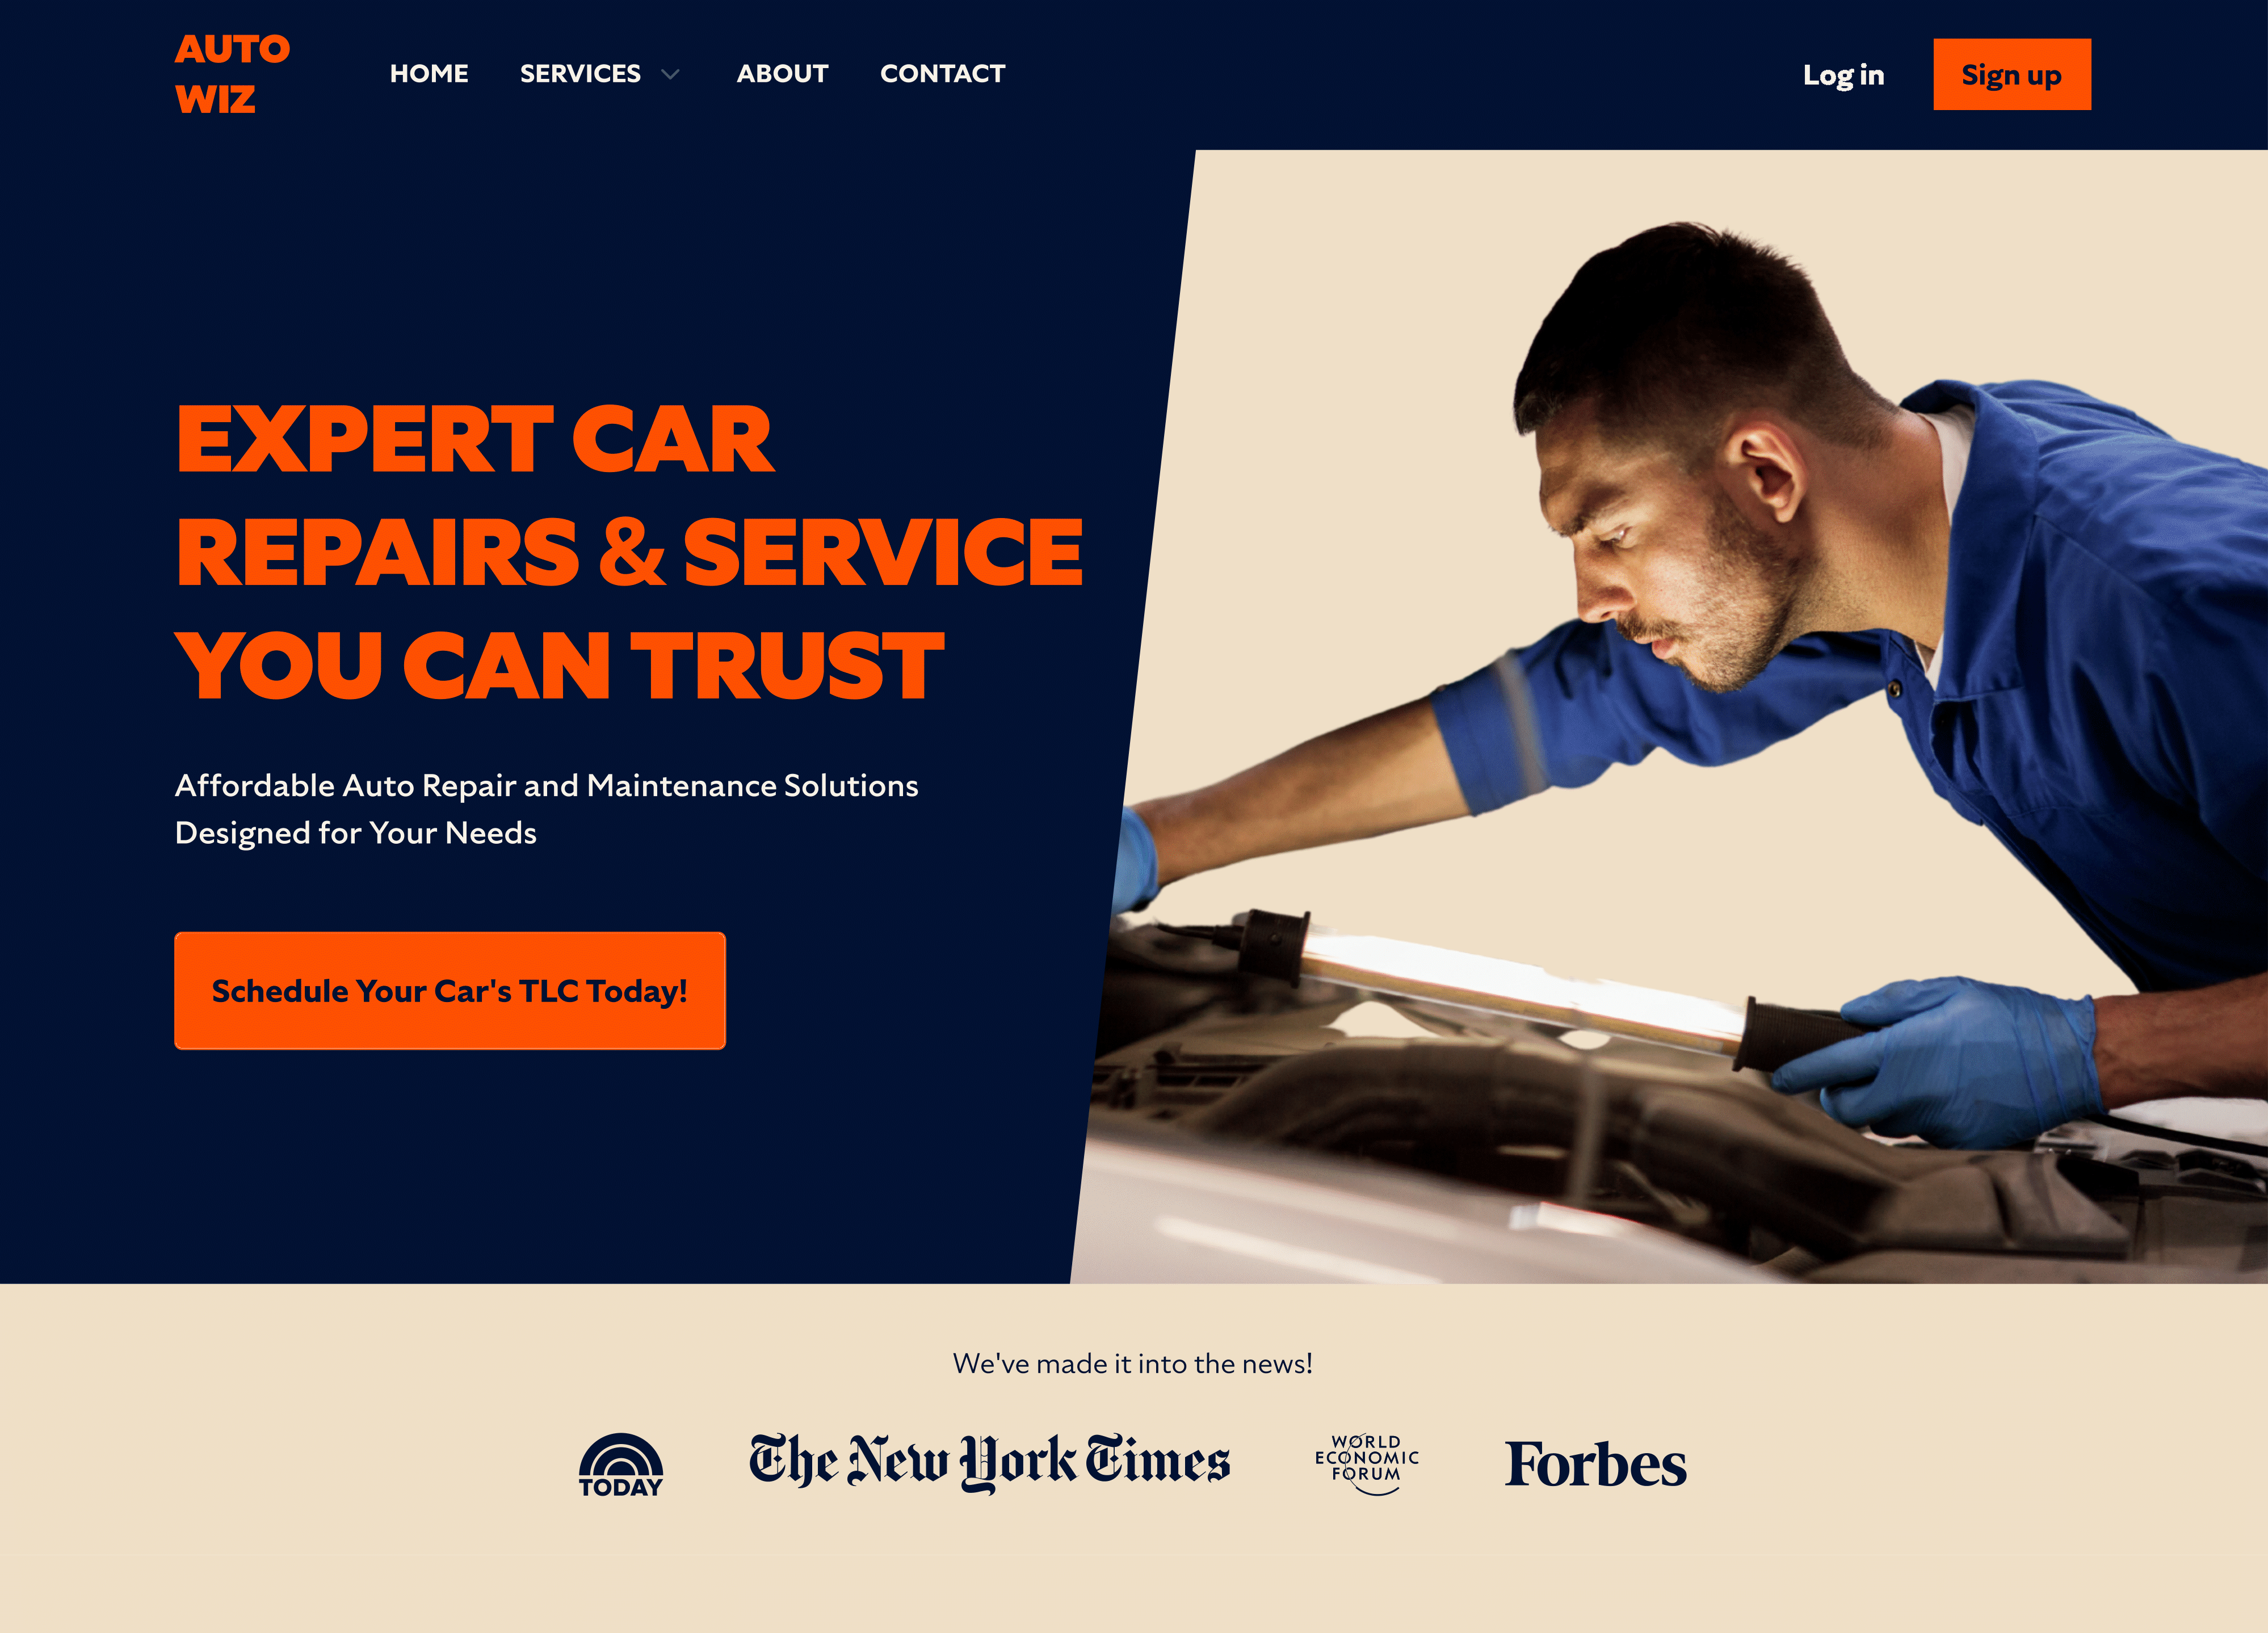 AUTO
WIZ
HOME
SERVICES
ABOUT
CONTACT
Log in
Sign up
EXPERT CAR
REPAIRS & SERVICE
YOU CAN TRUST
Affordable Auto Repair and Maintenance Solutions
Designed for Your Needs
Schedule Your Car's TLC Today!
We've made it into the news!
TODAY
The New York Times
WORLD
ECONOMIC
FORUM
Forbes